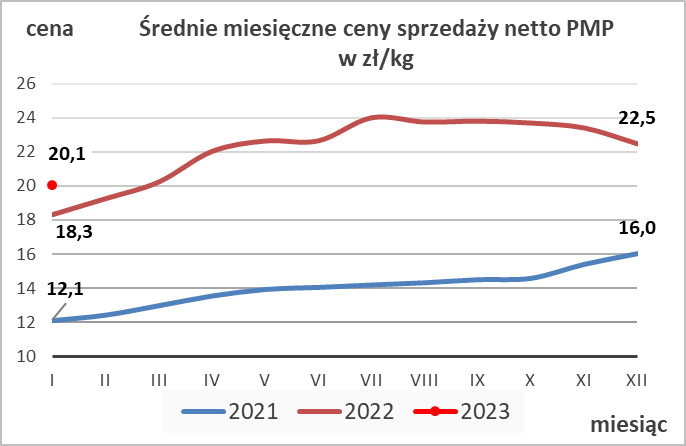 cena
Średnie miesięczne ceny sprzedaży netto PMP
w zł/kg
26
24
22,5
22
20,1
20
18
18,3
16,0
16
14
12,1
12
10
I II III IV V VI VII VIII IX X XI XII
2021 2022 2023
miesiąc